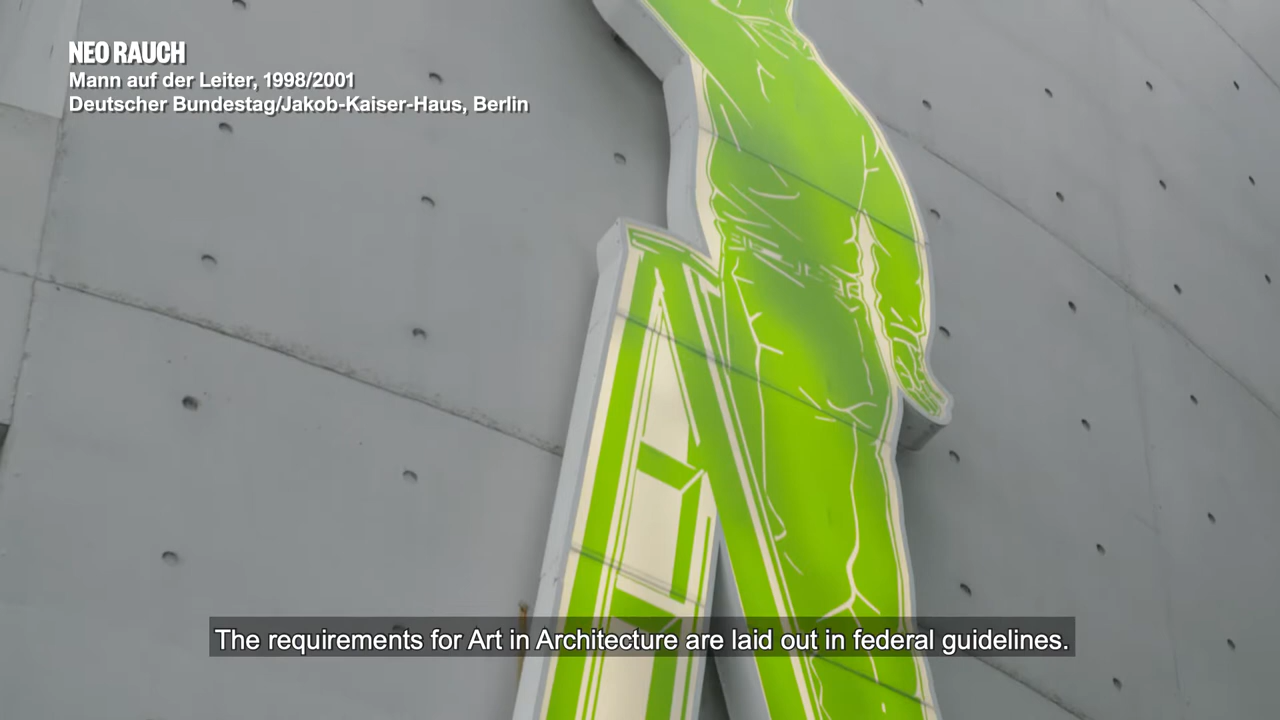 NEO RAUCH
Mann auf der Leiter, 1998/2001
Deutscher Bundestag/Jakob-Kaiser-Haus, Berlin
The requirements for Art in Architecture are laid out in federal guidelines.